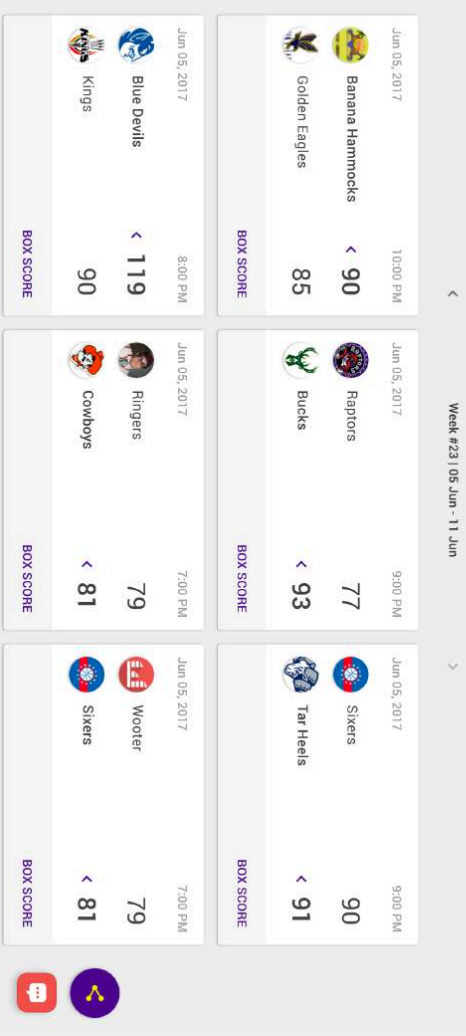 Week #23 | 05 Jun - 11 Jun
Jun 05, 2017 10:00 PM
Banana Hammocks 90
Golden Eagles 85
BOX SCORE
Jun 05, 2017 9:00 PM
Raptors 77
Bucks 93
BOX SCORE
Jun 05, 2017 9:00 PM
Sixers 90
Tar Heels 91
BOX SCORE
Jun 05, 2017 8:00 PM
Blue Devils 119
Kings 90
BOX SCORE
Jun 05, 2017 7:00 PM
Ringers 79
Cowboys 81
BOX SCORE
Jun 05, 2017 7:00 PM
Wooter 79
Sixers 81
BOX SCORE